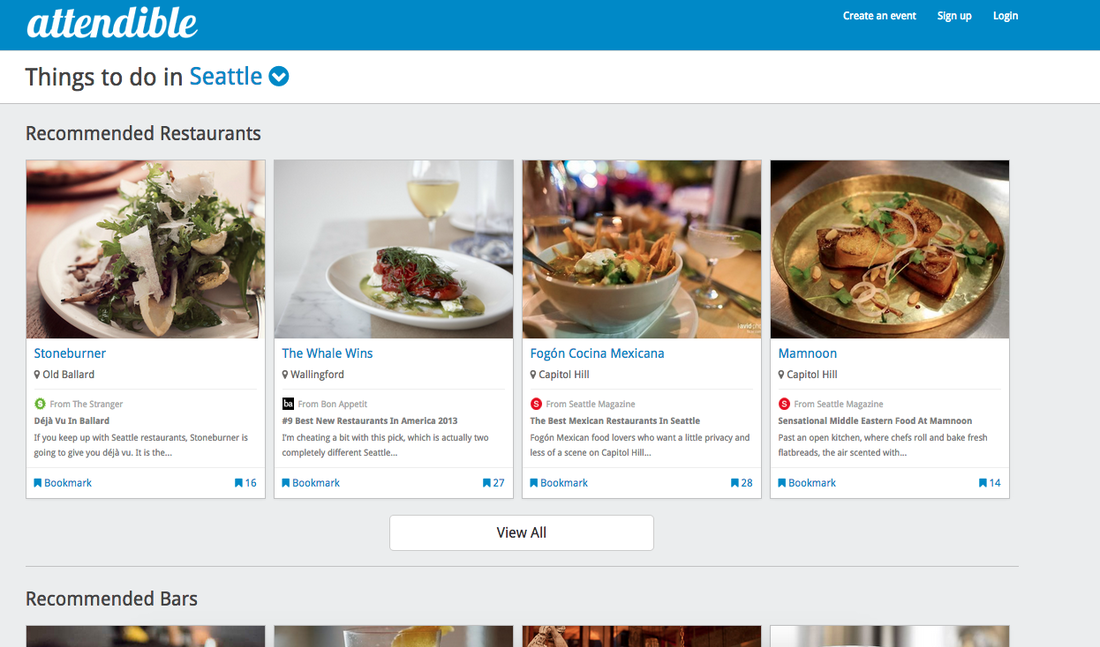 attendible
Create an event Sign up Login
Things to do in Seattle
Recommended Restaurants
Stoneburner
Old Ballard
From The Stranger
Déjà Vu In Ballard
If you keep up with Seattle restaurants, Stoneburner is
going to give you déjà vu. It is the...
Bookmark 16
The Whale Wins
Wallingford
ba From Bon Appetit
#9 Best New Restaurants In America 2013
I'm cheating a bit with this pick, which is actually two
completely different Seattle...
Bookmark 27
Fogón Cocina Mexicana
Capitol Hill
S From Seattle Magazine
The Best Mexican Restaurants In Seattle
Fogón Mexican food lovers who want a little privacy and
less of a scene on Capitol Hill...
Bookmark 28
Mamnoon
Capitol Hill
S From Seattle Magazine
Sensational Middle Eastern Food At Mamnoon
Past an open kitchen, where chefs roll and bake fresh
flatbreads, the air scented with...
Bookmark 14
View All
Recommended Bars